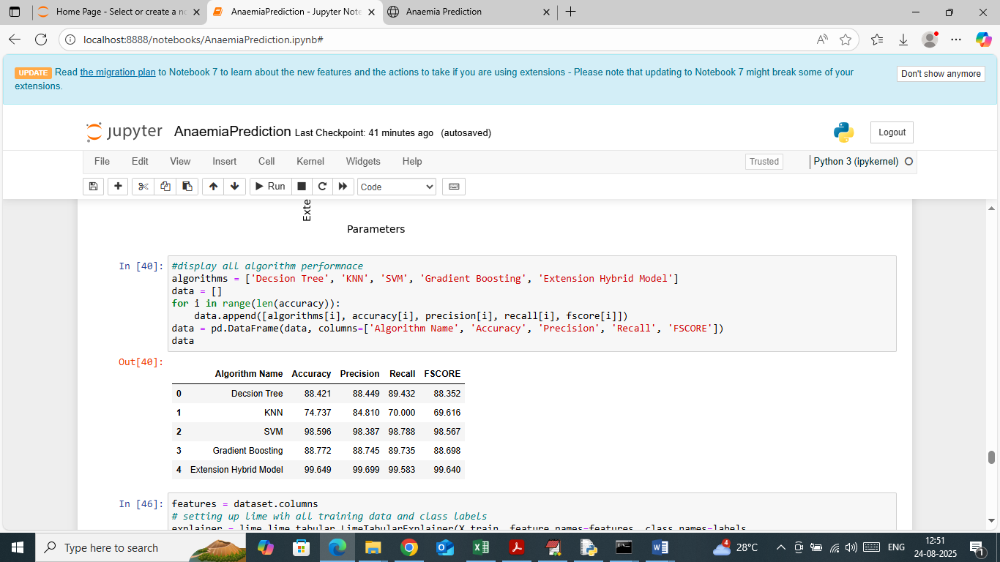 Home Page - Select or create a no
AnaemiaPrediction - Jupyter Note
Anaemia Prediction
localhost:8888/notebooks/AnaemiaPrediction.ipynb#
UPDATE Read the migration plan to Notebook 7 to learn about the new features and the actions to take if you are using extensions - Please note that updating to Notebook 7 might break some of your
extensions.
Don't show anymore
jupyter AnaemiaPrediction Last Checkpoint: 41 minutes ago (autosaved)
Logout
File Edit View Insert Cell Kernel Widgets Help
Trusted
Python 3 (ipykernel)
Run
Code
Exte
Parameters
In [40]:
#display all algorithm performnace
algorithms = ['Decsion Tree', 'KNN', 'SVM', 'Gradient Boosting', 'Extension Hybrid Model']
data = []
for i in range(len(accuracy)):
    data.append([algorithms[i], accuracy[i], precision[i], recall[i], fscore[i]])
data = pd.DataFrame(data, columns=['Algorithm Name', 'Accuracy', 'Precision', 'Recall', 'FSCORE'])
data
Out[40]:
Algorithm Name Accuracy Precision Recall FSCORE
0 Decsion Tree 88.421 88.449 89.432 88.352
1 KNN 74.737 84.810 70.000 69.616
2 SVM 98.596 98.387 98.788 98.567
3 Gradient Boosting 88.772 88.745 89.735 88.698
4 Extension Hybrid Model 99.649 99.699 99.583 99.640
In [46]:
features = dataset.columns
# setting up lime wih all training data and class labels
explainer = lime.lime_tabular.LimeTabularExplainer(X_train, feature_names=features, class_names=labels
Type here to search
4
28°C
ENG
12:51
24-08-2025
1